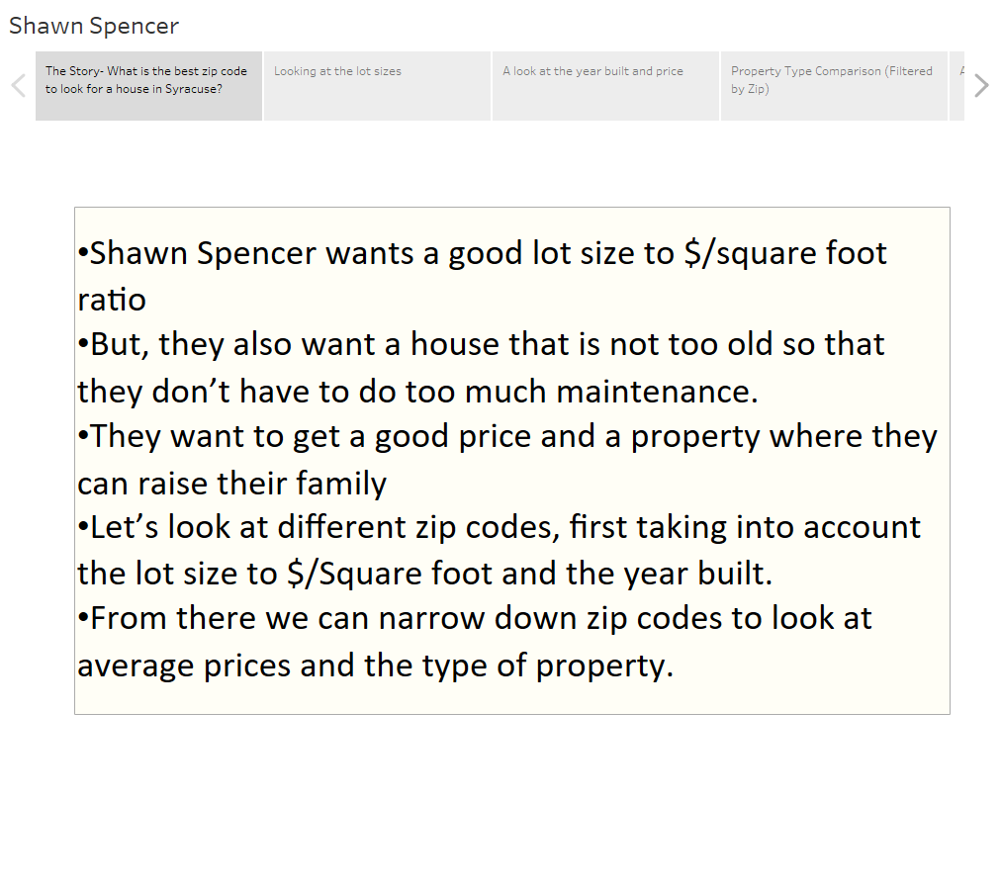 Shawn Spencer
The Story- What is the best zip code
to look for a house in Syracuse?
Looking at the lot sizes
A look at the year built and price
Property Type Comparison (Filtered
by Zip)
•Shawn Spencer wants a good lot size to $/square foot
ratio
•But, they also want a house that is not too old so that
they don’t have to do too much maintenance.
•They want to get a good price and a property where they
can raise their family
•Let’s look at different zip codes, first taking into account
the lot size to $/Square foot and the year built.
•From there we can narrow down zip codes to look at
average prices and the type of property.